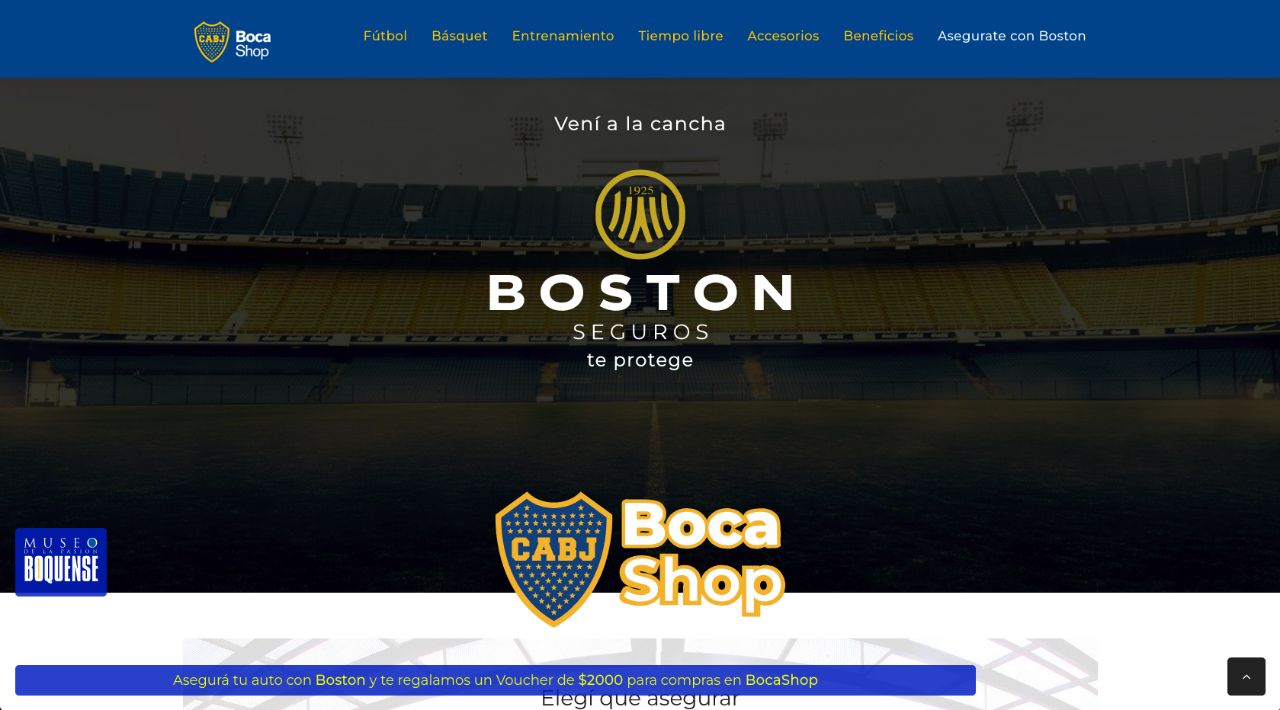 CABJ
Boca
Shop
Fútbol
Básquet
Entrenamiento
Tiempo libre
Accesorios
Beneficios
Asegurate con Boston
Vení a la cancha
1925
BOSTON
SEGUROS
te protege
CABJ
Boca
Shop
MUSEO
DE LA PASION
BOQUENSE
Asegurá tu auto con Boston y te regalamos un Voucher de $2000 para compras en BocaShop
Elegí que asegurar